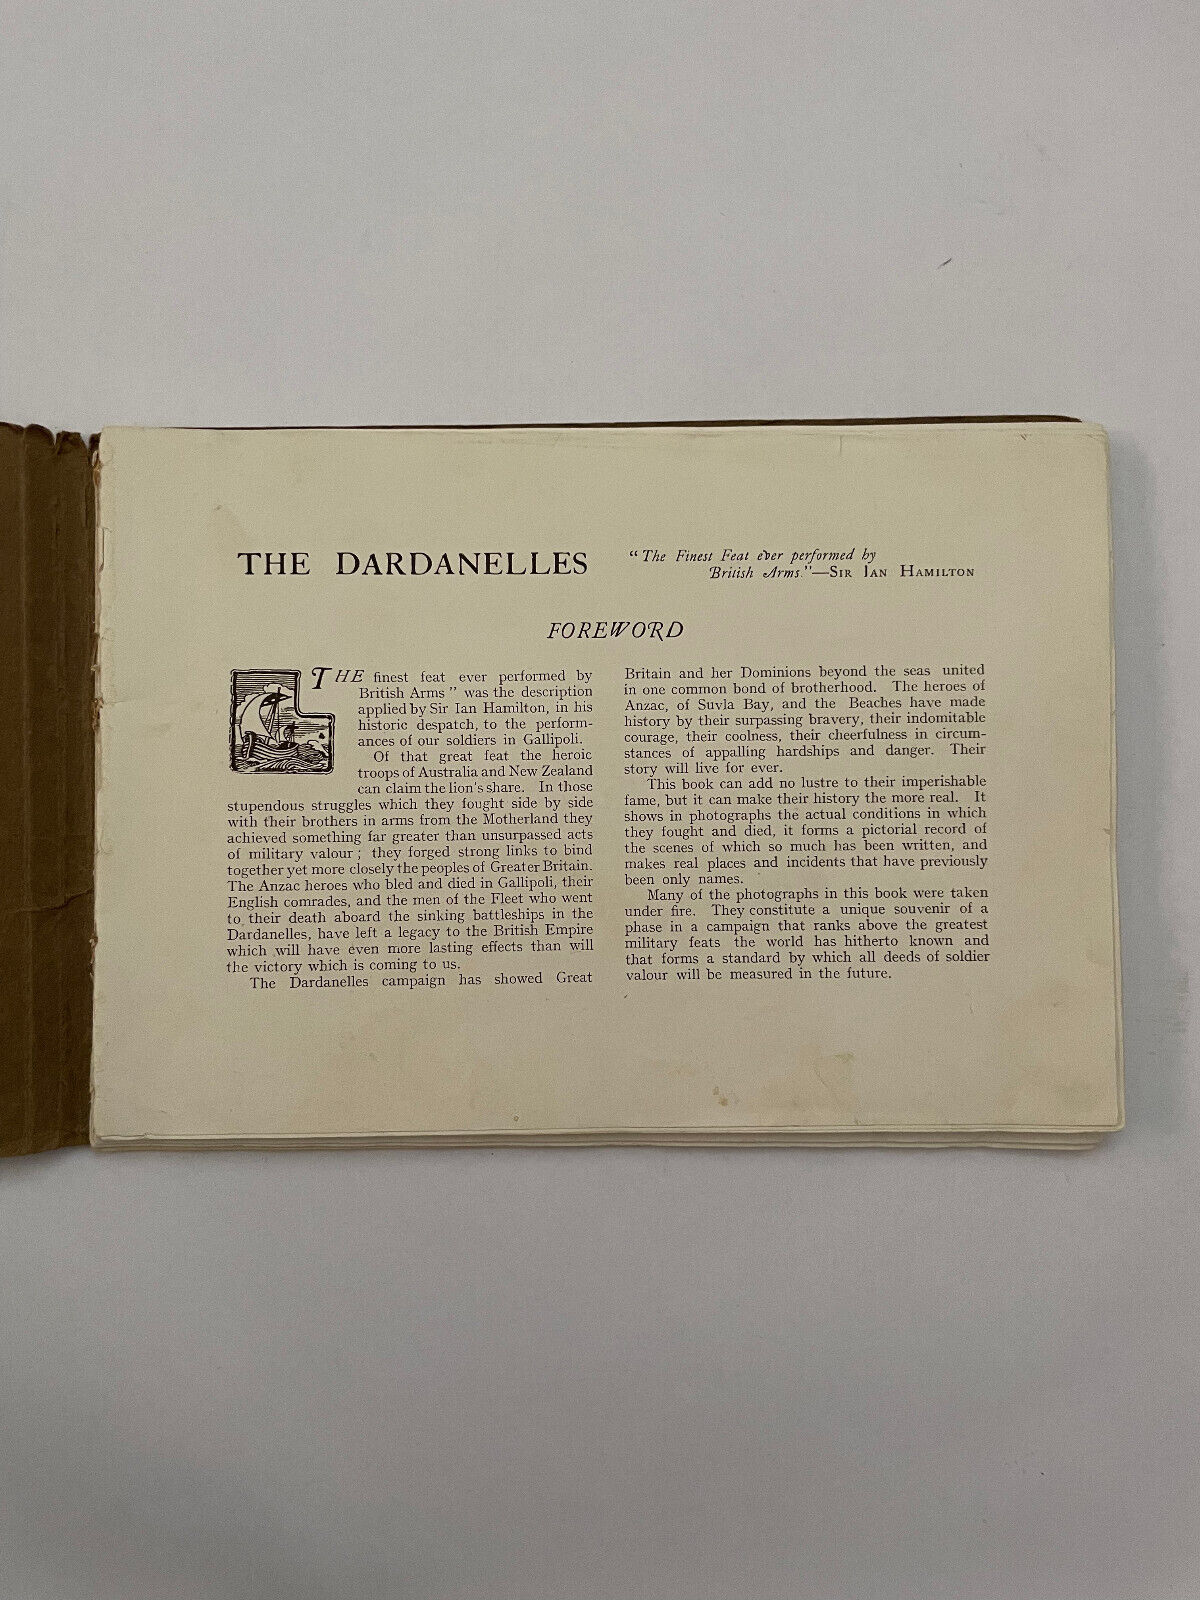 THE DARDANELLES
“The Finest Feat ever performed by
British Arms.”—SIR IAN HAMILTON
FOREWORD
THE finest feat ever performed by
British Arms ” was the description
applied by Sir Ian Hamilton, in his
historic despatch, to the perform-
ances of our soldiers in Gallipoli.
Of that great feat the heroic
troops of Australia and New Zealand
can claim the lion's share. In those
stupendous struggles which they fought side by side
with their brothers in arms from the Motherland they
achieved something far greater than unsurpassed acts
of military valour ; they forged strong links to bind
together yet more closely the peoples of Greater Britain.
The Anzac heroes who bled and died in Gallipoli, their
English comrades, and the men of the Fleet who went
to their death aboard the sinking battleships in the
Dardanelles, have left a legacy to the British Empire
which will have even more lasting effects than will
the victory which is coming to us.
The Dardanelles campaign has showed Great
Britain and her Dominions beyond the seas united
in one common bond of brotherhood. The heroes of
Anzac, of Suvla Bay, and the Beaches have made
history by their surpassing bravery, their indomitable
courage, their coolness, their cheerfulness in circum-
stances of appalling hardships and danger. Their
story will live for ever.
This book can add no lustre to their imperishable
fame, but it can make their history the more real. It
shows in photographs the actual conditions in which
they fought and died, it forms a pictorial record of
the scenes of which so much has been written, and
makes real places and incidents that have previously
been only names.
Many of the photographs in this book were taken
under fire. They constitute a unique souvenir of a
phase in a campaign that ranks above the greatest
military feats the world has hitherto known and
that forms a standard by which all deeds of soldier
valour will be measured in the future.